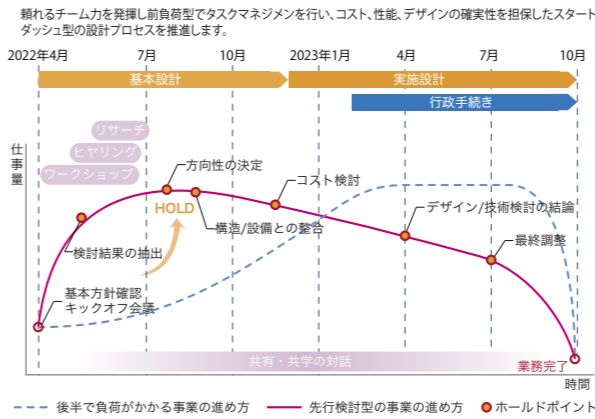 頼れるチーム力を発揮し前負荷型でタスクマネジメンを行い、コスト、性能、デザインの確実性を担保したスタート
ダッシュ型の設計プロセスを推進します。
2022年4月 7月 10月 2023年1月 4月 7月 10月
基本設計 実施設計
行政手続き
リサーチ
ヒヤリング
ワークショップ
仕事量
方向性の決定
HOLD
コスト検討
構造/設備との整合
デザイン/技術検討の結論
検討結果の抽出
最終調整
基本方針確認
キックオフ会議
共有・共学の対話
業務完了
時間
後半で負荷がかかる事業の進め方 先行検討型の事業の進め方 ホールドポイント